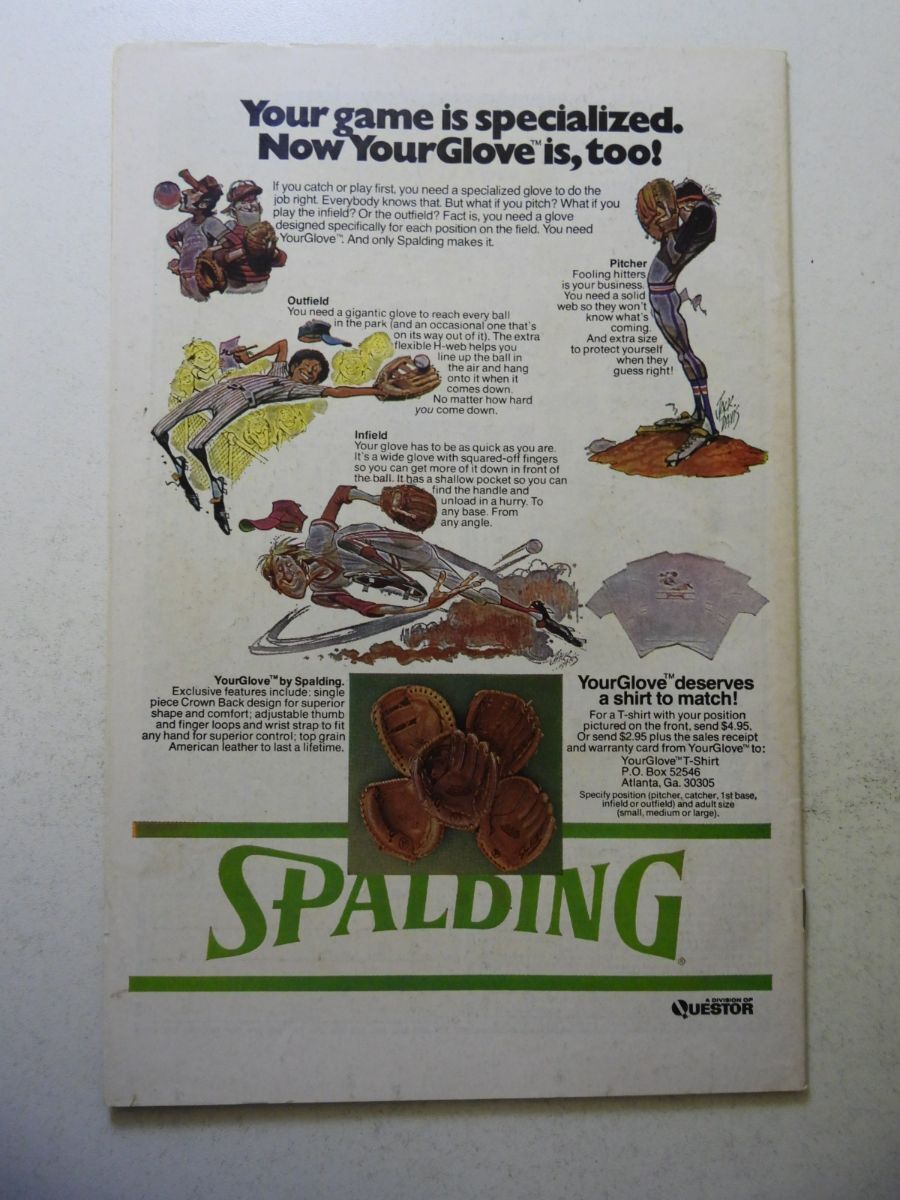 Your game is specialized.
Now YourGlove™ is, too!
If you catch or play first, you need a specialized glove to do the
job right. Everybody knows that. But what if you pitch? What if you
play the infield? Or the outfield? Fact is, you need a glove
designed specifically for each position on the field. You need
YourGlove™. And only Spalding makes it.
Pitcher
Fooling hitters
is your business.
You need a solid
web so they won't
know what's
coming.
And extra size
to protect yourself
when they
guess right!
JACK
DAVIS
Outfield
You need a gigantic glove to reach every ball
in the park (and an occasional one that's
on its way out of it). The extra
flexible H-web helps you
line up the ball in
the air and hang
onto it when it
comes down.
No matter how hard
you come down.
Infield
Your glove has to be as quick as you are.
It's a wide glove with squared-off fingers
so you can get more of it down in front of
the ball. It has a shallow pocket so you can
find the handle and
unload in a hurry. To
any base. From
any angle.
JACK
DAVIS
YourGlove™ by Spalding.
Exclusive features include: single
piece Crown Back design for superior
shape and comfort; adjustable thumb
and finger loops and wrist strap to fit
any hand for superior control; top grain
American leather to last a lifetime.
YourGlove™ deserves
a shirt to match!
For a T-shirt with your position
pictured on the front, send $4.95.
Or send $2.95 plus the sales receipt
and warranty card from YourGlove™ to:
YourGlove™ T-Shirt
P.O. Box 52546
Atlanta, Ga. 30305
Specify position (pitcher, catcher, 1st base,
infield or outfield) and adult size
(small, medium or large).
SPALDING®
A DIVISION OF
QUESTOR